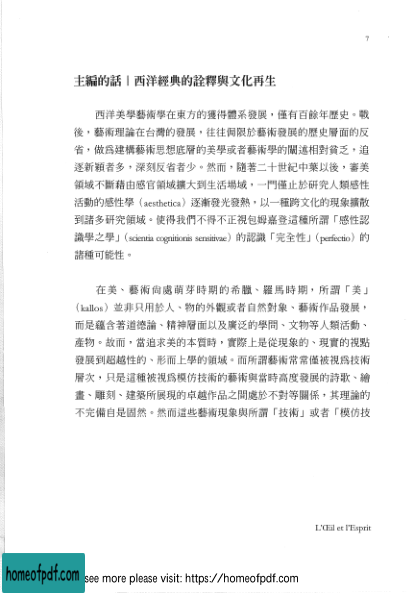 7
主編的話｜西洋經典的詮釋與文化再生
西洋美學藝術學在東方的獲得體系發展，僅有百餘年歷史。戰
後，藝術理論在台灣的發展，往往侷限於藝術發展的歷史層面的反
省，做為建構藝術思想底層的美學或者藝術學的闡述相對貧乏，追
逐新穎者多，深刻反省者少。然而，隨著二十世紀中葉以後，審美
領域不斷藉由感官領域擴大到生活場域，一門僅止於研究人類感性
活動的感性學（aesthetica）逐漸發光發熱，以一種跨文化的現象擴散
到諸多研究領域。使得我們不得不正視包姆嘉登這種所謂「感性認
識學之學」（scientia cognitionis sensitivae）的認識「完全性」（perfectio）的
諸種可能性。
在美、藝術尚處萌芽時期的希臘、羅馬時期，所謂「美」
（kallos）並非只用於人、物的外觀或者自然對象、藝術作品發展，
而是蘊含著道德論、精神層面以及廣泛的學問、文物等人類活動、
產物。故而，當追求美的本質時，實際上是從現象的、現實的視點
發展到超越性的、形而上學的領域。而所謂藝術常常僅被視為技術
層次，只是這種被視為模仿技術的藝術與當時高度發展的詩歌、繪
畫、雕刻、建築所展現的卓越作品之間處於不對等關係，其理論的
不完備自是固然。然而這些藝術現象與所謂「技術」或者「模仿技
L'Œil et l'Esprit
homeofpdf.com
see more please visit: https://homeofpdf.com